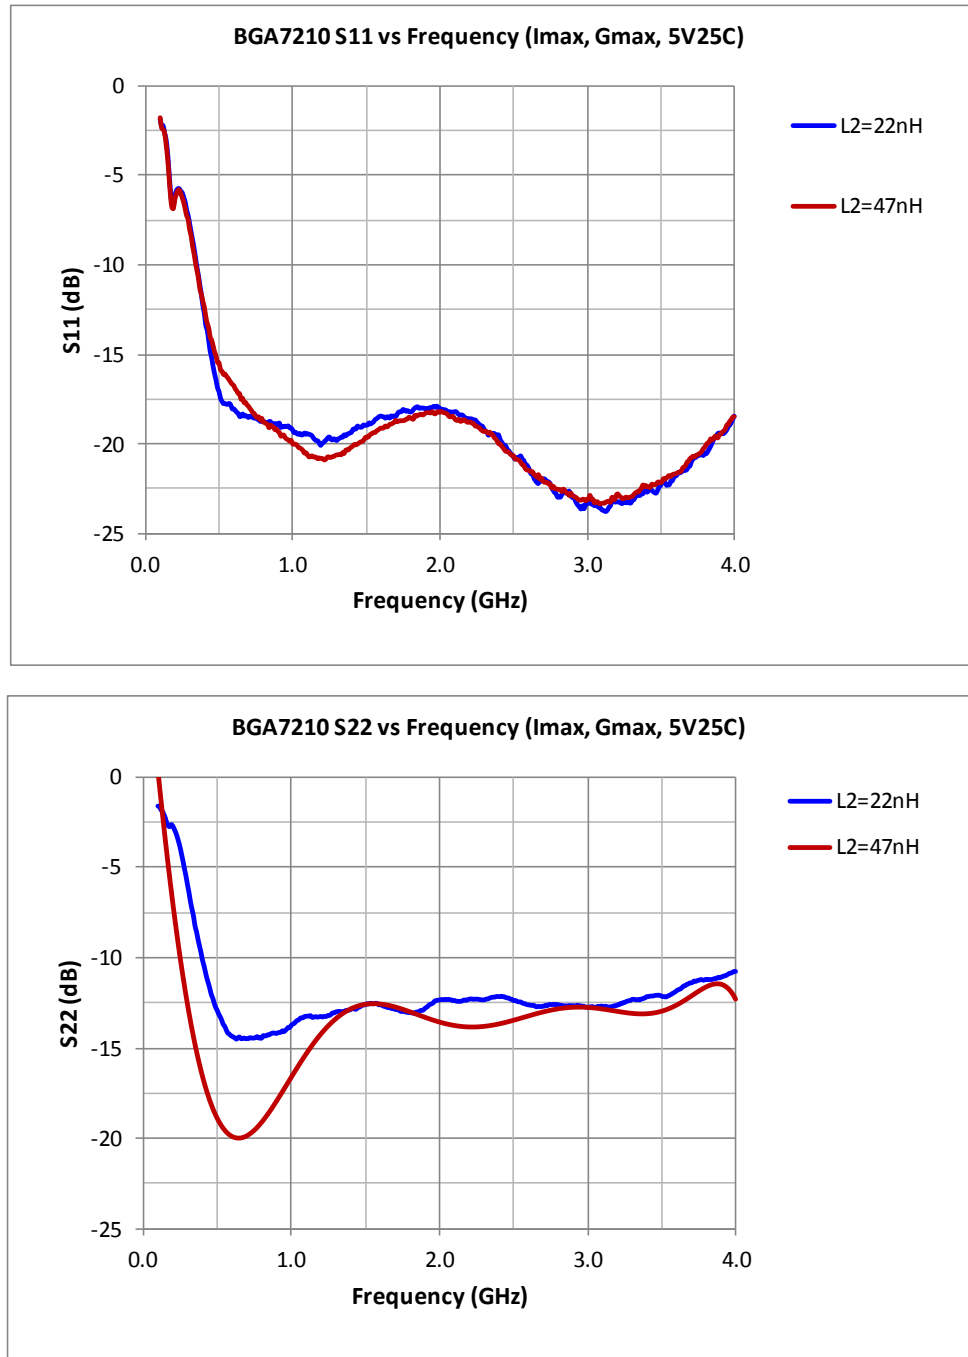 BGA7210 S11 vs Frequency (Imax, Gmax, 5V25C)
0
-5
-10
-15
-20
-25
S11 (dB)
0.0 1.0 2.0 3.0 4.0
Frequency (GHz)
L2=22nH
L2=47nH
BGA7210 S22 vs Frequency (Imax, Gmax, 5V25C)
0
-5
-10
-15
-20
-25
S22 (dB)
0.0 1.0 2.0 3.0 4.0
Frequency (GHz)
L2=22nH
L2=47nH